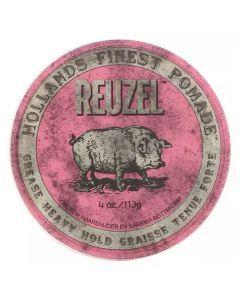 HOLLANDS FINEST POMADE
REUZEL
4 oz./113g
GREASE HEAVY HOLD GRAISSE TENUE FORTE